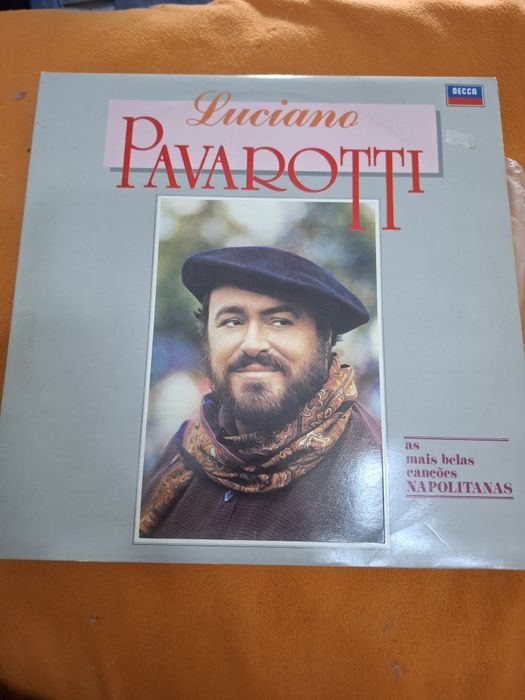 DECCA
Luciano
PAVAROTTI
as
mais belas
canções
NAPOLITANAS